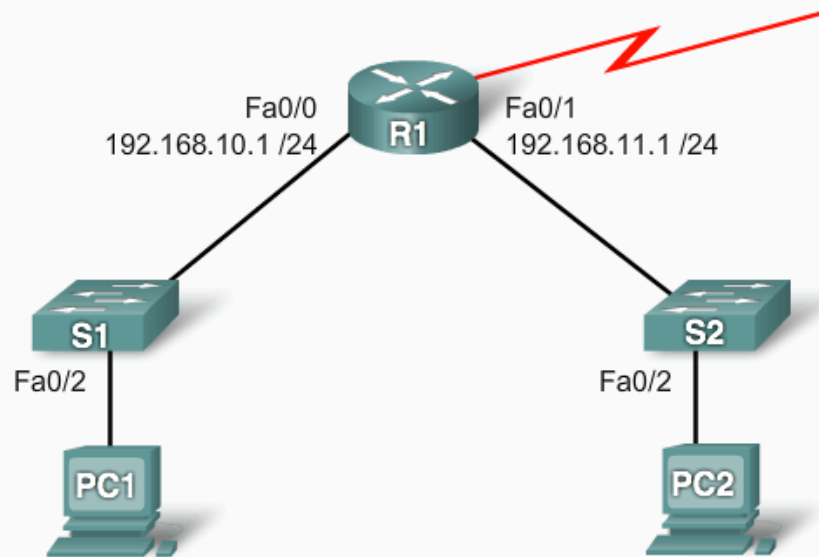 Fa0/0
192.168.10.1 /24
R1
Fa0/1
192.168.11.1 /24
S1
Fa0/2
S2
Fa0/2
PC1
PC2